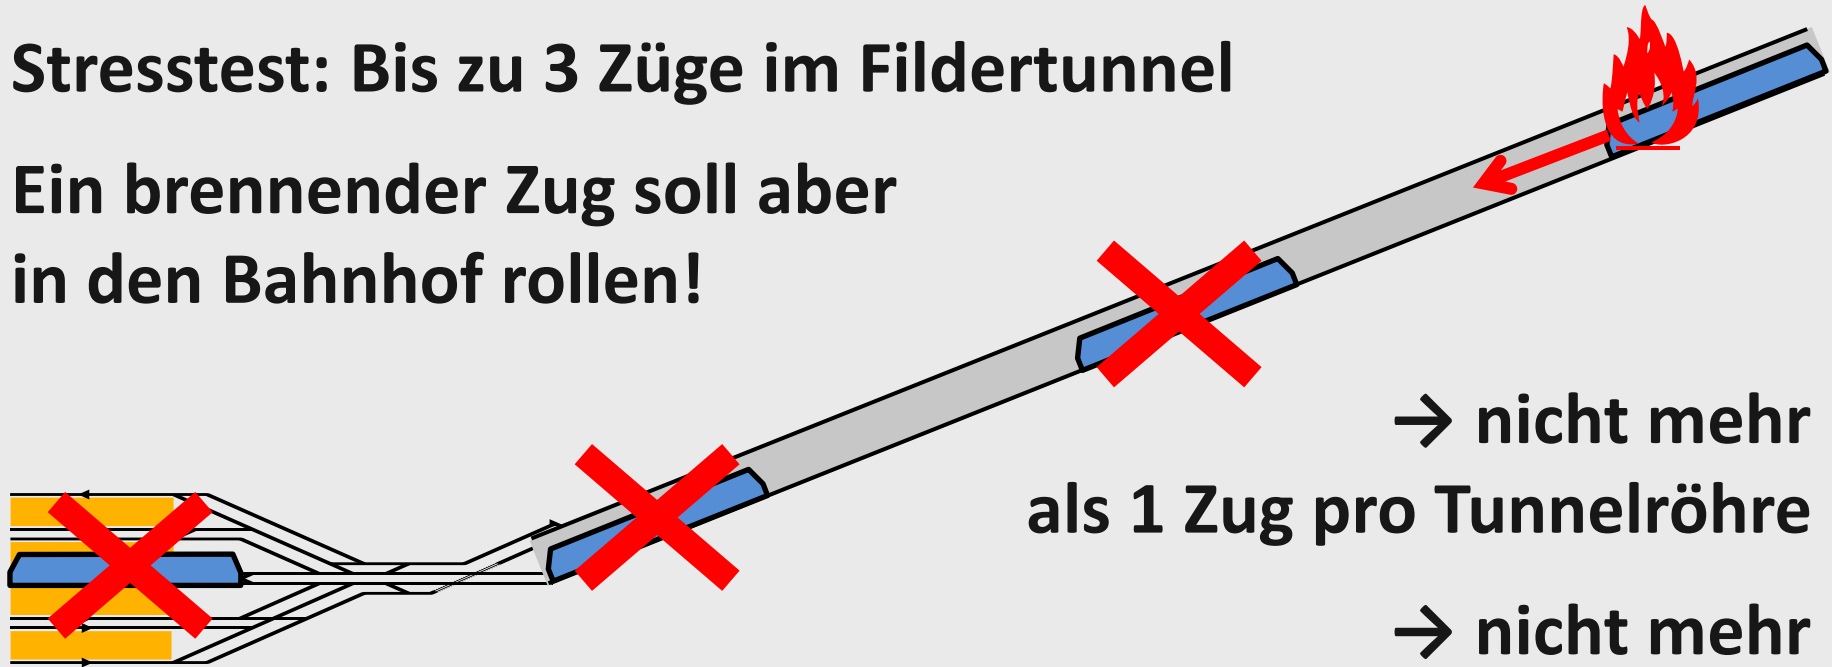 Stresstest: Bis zu 3 Züge im Fildertunnel
Ein brennender Zug soll aber
in den Bahnhof rollen!
→ nicht mehr
als 1 Zug pro Tunnelröhre
→ nicht mehr